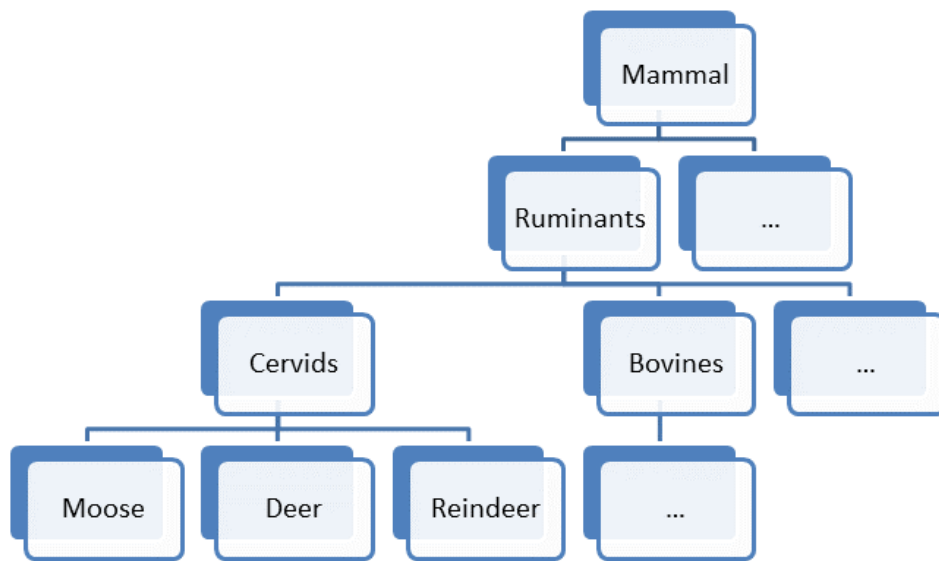 Mammal
Ruminants
...
Cervids
Bovines
...
Moose
Deer
Reindeer
...